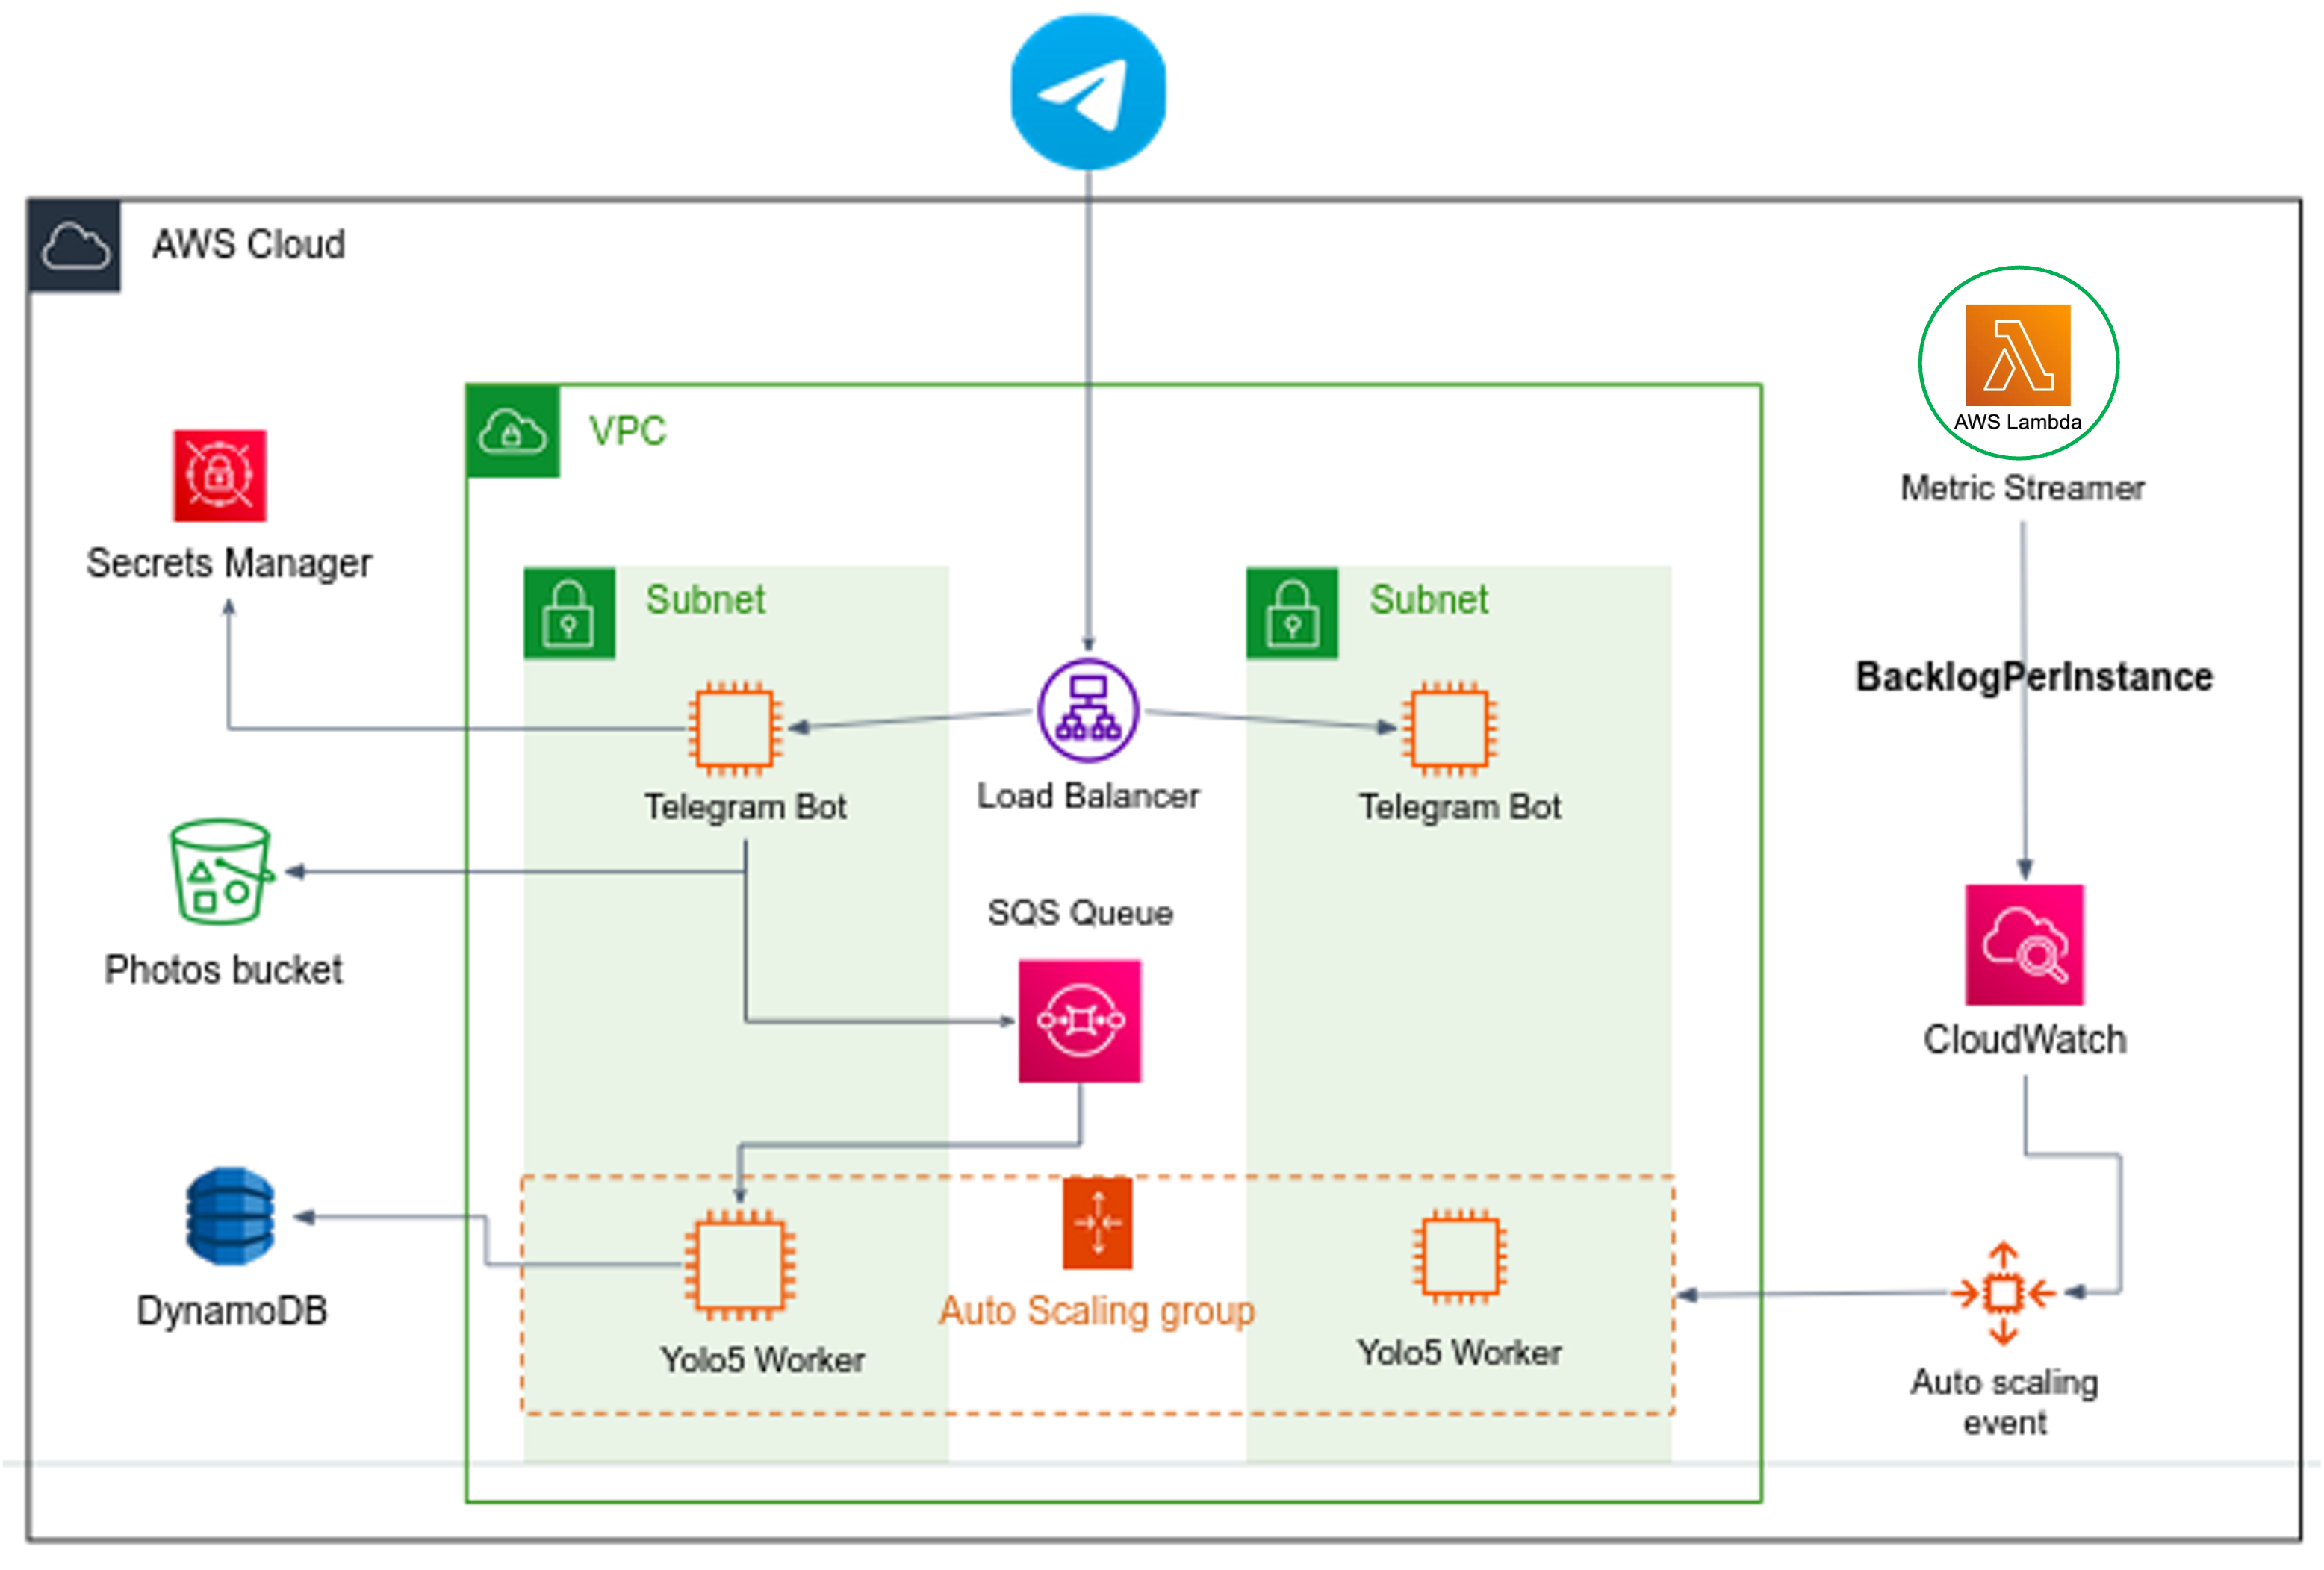 AWS Cloud
AWS Lambda
Metric Streamer
VPC
Secrets Manager
Subnet
Subnet
BacklogPerInstance
Telegram Bot
Load Balancer
Telegram Bot
SQS Queue
Photos bucket
CloudWatch
DynamoDB
Auto Scaling group
Yolo5 Worker
Yolo5 Worker
Auto scaling
event